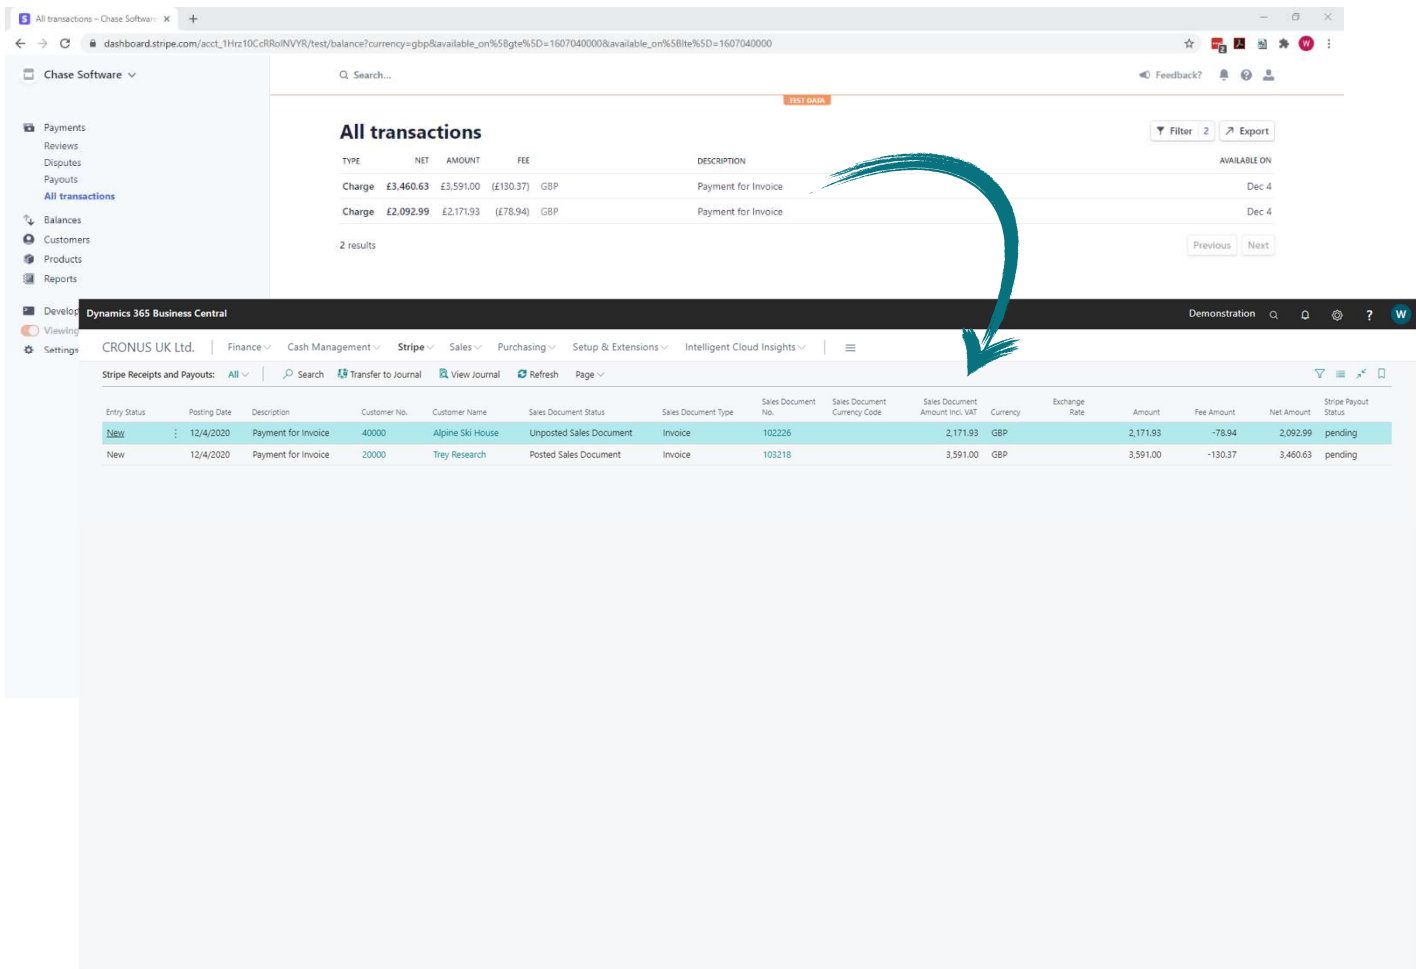 All transactions – Chase Softwar
dashboard.stripe.com/acct_1Hrz10CcRRolNVYR/test/balance?currency=gbp&available_on%5Bgte%5D=1607040000&available_on%5Blte%5D=1607040000
2
W
Chase Software
Search...
Feedback?
TEST DATA
Payments
Reviews
Disputes
Payouts
All transactions
Balances
Customers
Products
Reports
Develop
Viewing
Settings
All transactions
Filter 2
Export
TYPE NET AMOUNT FEE DESCRIPTION AVAILABLE ON
Charge £3,460.63 £3,591.00 (£130.37) GBP Payment for Invoice Dec 4
Charge £2,092.99 £2,171.93 (£78.94) GBP Payment for Invoice Dec 4
2 results
Previous Next
Dynamics 365 Business Central
Demonstration
?
W
CRONUS UK Ltd.
Finance Cash Management Stripe Sales Purchasing Setup & Extensions Intelligent Cloud Insights
Stripe Receipts and Payouts: All Search Transfer to Journal View Journal Refresh Page
Entry Status Posting Date Description Customer No. Customer Name Sales Document Status Sales Document Type Sales Document No. Sales Document Currency Code Sales Document Amount Incl. VAT Currency Exchange Rate Amount Fee Amount Net Amount Stripe Payout Status
New 12/4/2020 Payment for Invoice 40000 Alpine Ski House Unposted Sales Document Invoice 102226 2,171.93 GBP 2,171.93 -78.94 2,092.99 pending
New 12/4/2020 Payment for Invoice 20000 Trey Research Posted Sales Document Invoice 103218 3,591.00 GBP 3,591.00 -130.37 3,460.63 pending